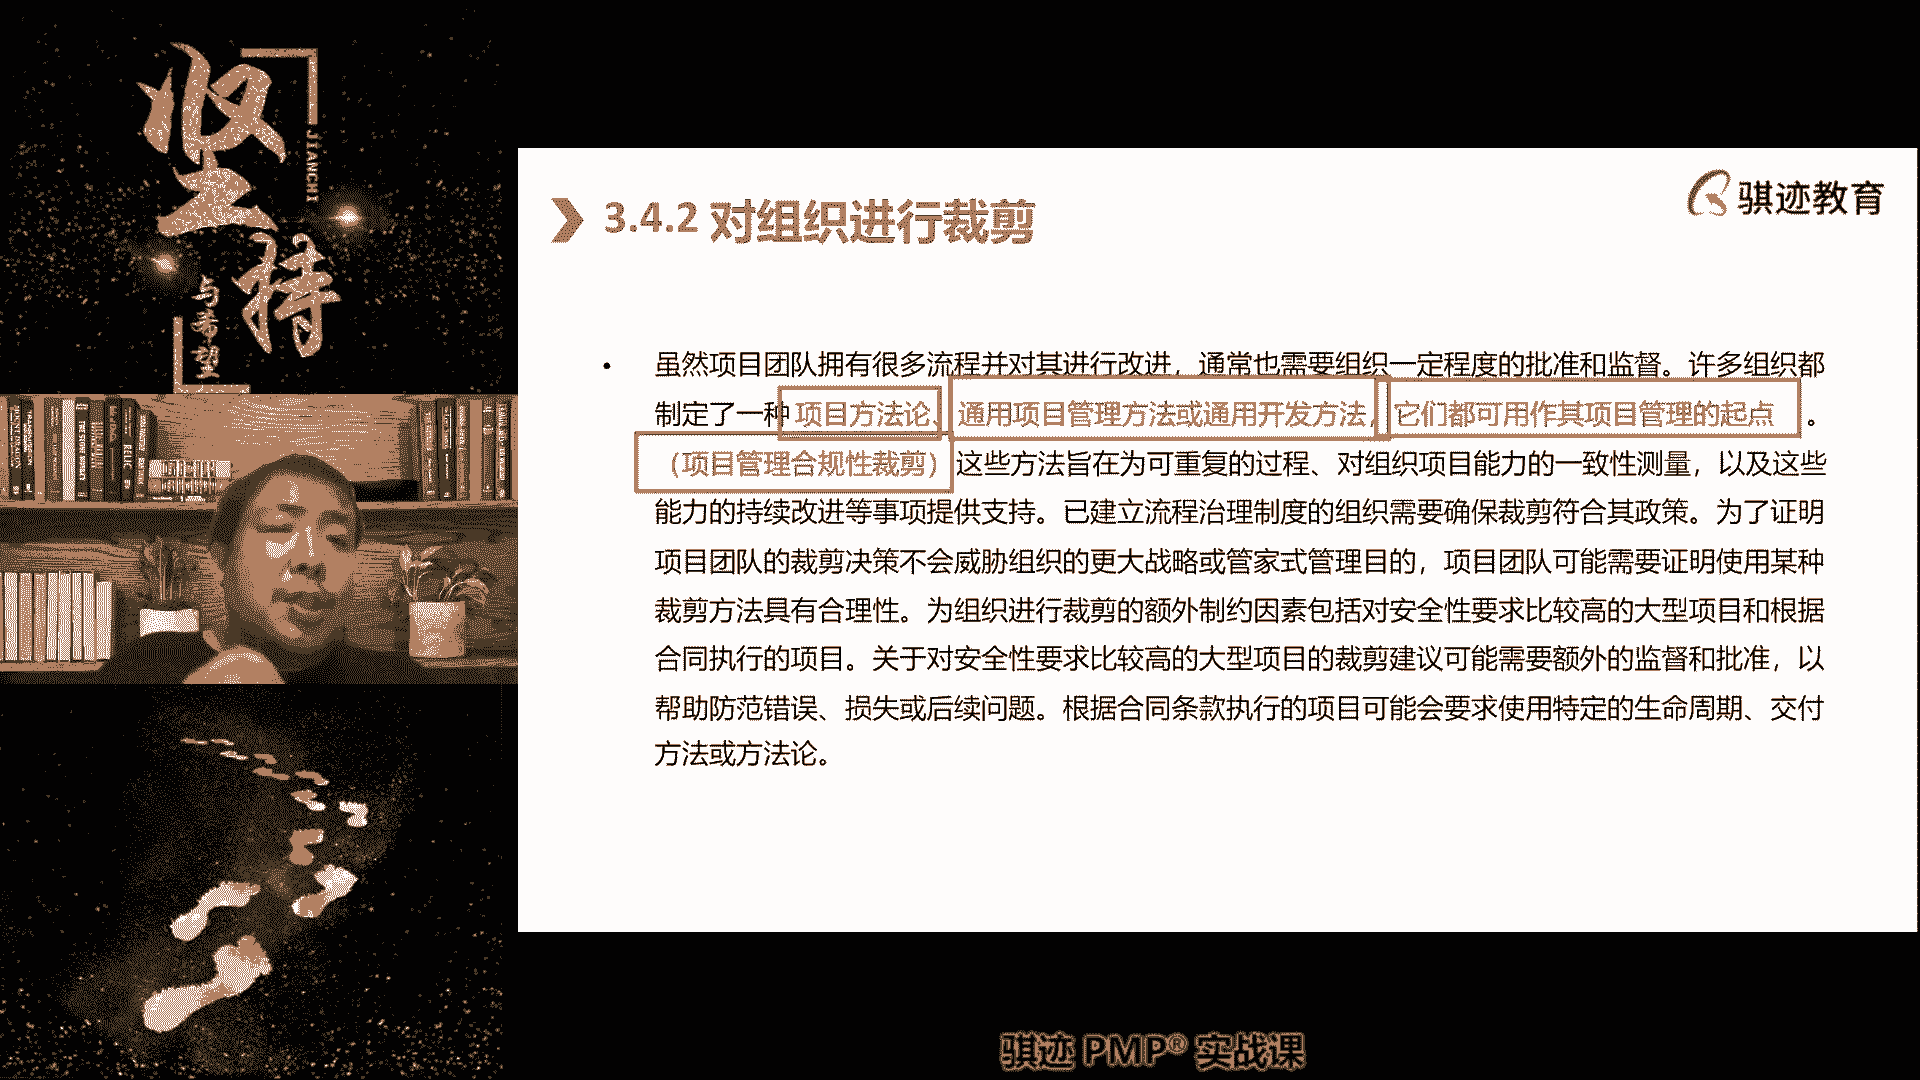 坚持
JIANCHI
与希望
骐迹教育
3.4.2 对组织进行裁剪
• 虽然项目团队拥有很多流程并对其进行改进，通常也需要组织一定程度的批准和监督。许多组织都
制定了一种 项目方法论、通用项目管理方法或通用开发方法，它们都可用作其项目管理的起点 。
（项目管理合规性裁剪）这些方法旨在为可重复的过程、对组织项目能力的一致性测量，以及这些
能力的持续改进等事项提供支持。已建立流程治理制度的组织需要确保裁剪符合其政策。为了证明
项目团队的裁剪决策不会威胁组织的更大战略或管家式管理目的，项目团队可能需要证明使用某种
裁剪方法具有合理性。为组织进行裁剪的额外制约因素包括对安全性要求比较高的大型项目和根据
合同执行的项目。关于对安全性要求比较高的大型项目的裁剪建议可能需要额外的监督和批准，以
帮助防范错误、损失或后续问题。根据合同条款执行的项目可能会要求使用特定的生命周期、交付
方法或方法论。
骐迹 PMP® 实战课